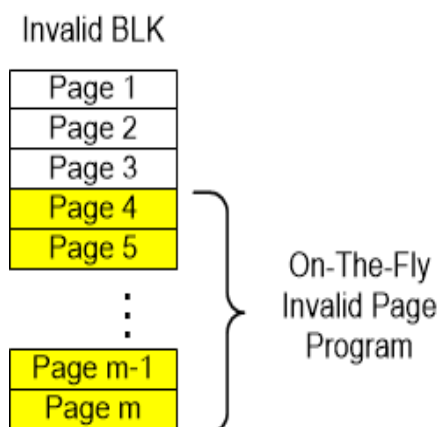 Invalid BLK
Page 1
Page 2
Page 3
Page 4
Page 5
Page m-1
Page m
On-The-Fly
Invalid Page
Program